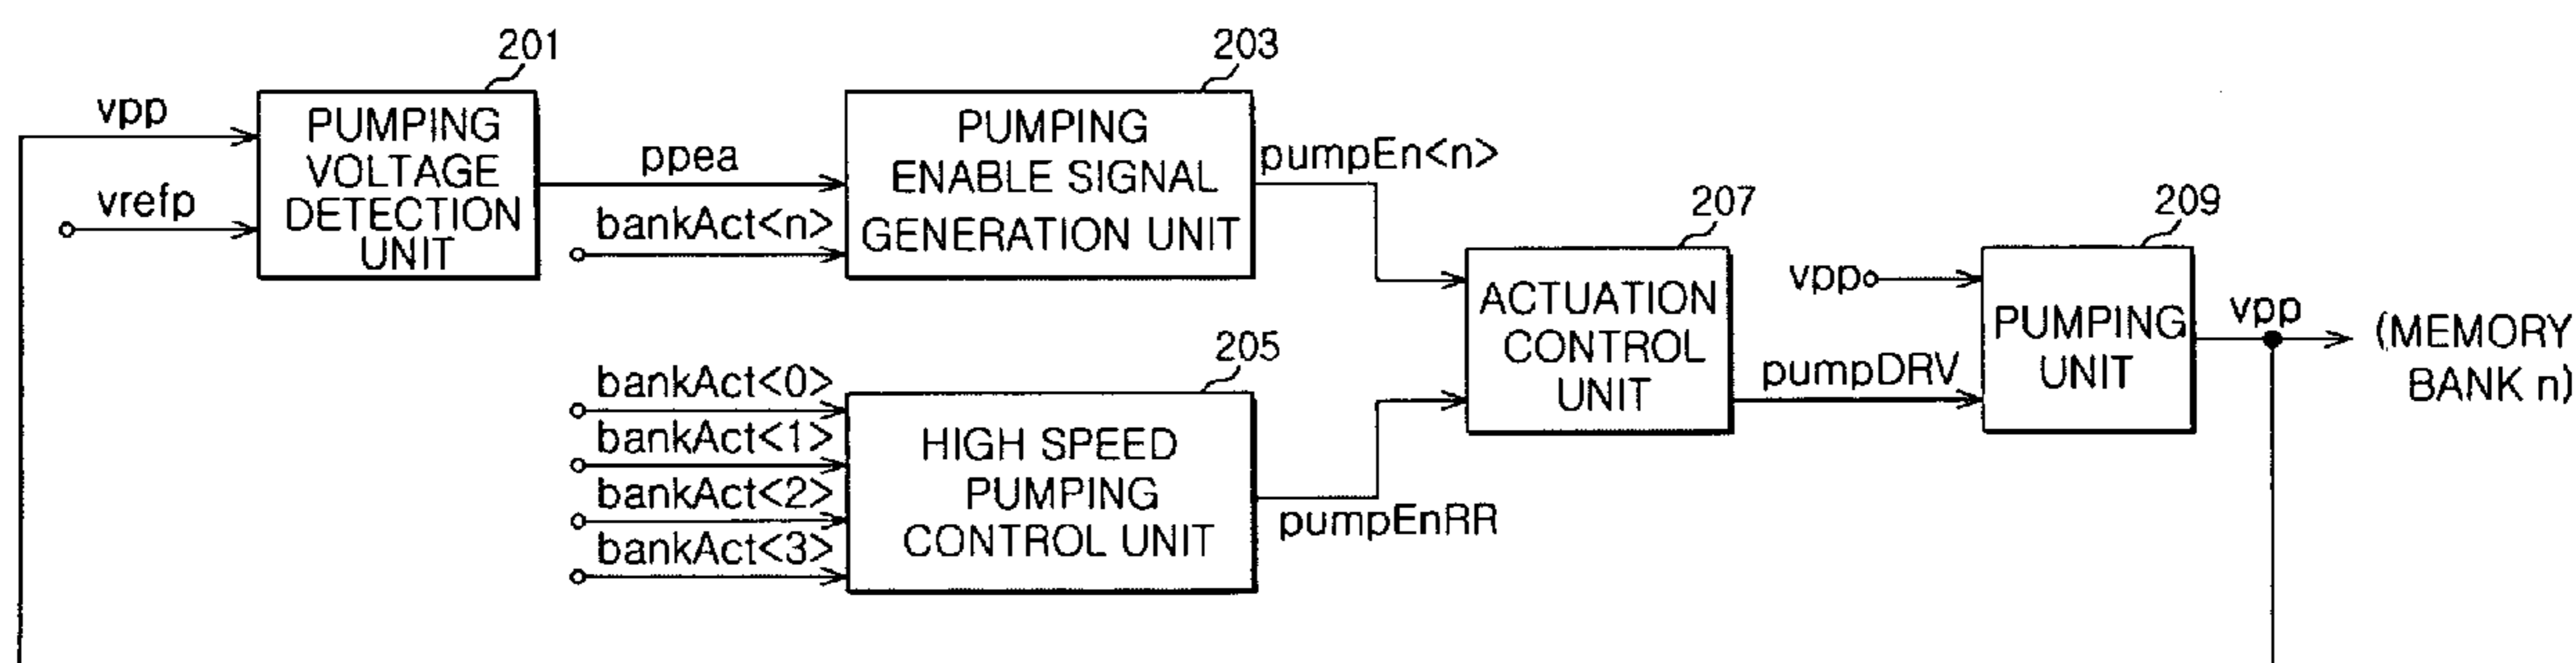 201
vpp
vrefp
PUMPING
VOLTAGE
DETECTION
UNIT
ppea
bankAct<n>
203
PUMPING
ENABLE SIGNAL
GENERATION UNIT
pumpEn<n>
bankAct<0>
bankAct<1>
bankAct<2>
bankAct<3>
205
HIGH SPEED
PUMPING
CONTROL UNIT
pumpEnRR
207
ACTUATION
CONTROL
UNIT
vpp
pumpDRV
209
PUMPING
UNIT
vpp
(MEMORY
BANK n)